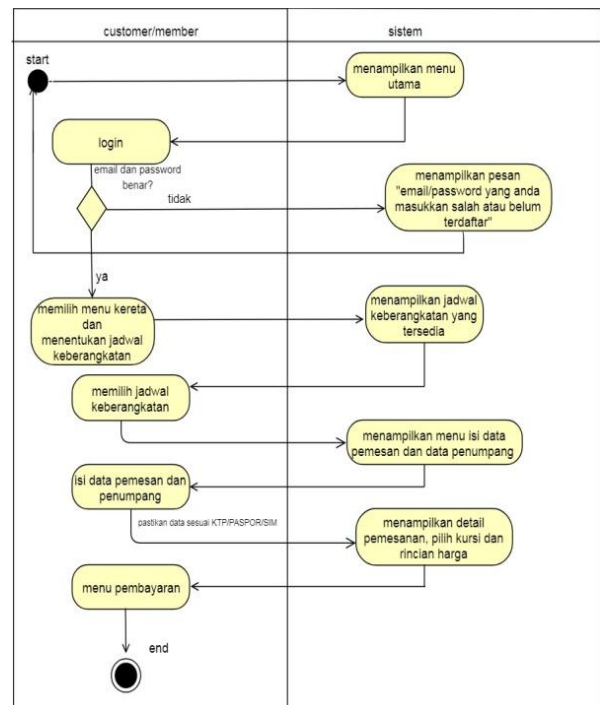 customer/member
sistem
start
menampilkan menu
utama
login
email dan password
benar?
tidak
menampilkan pesan
"email/password yang anda
masukkan salah atau belum
terdaftar"
ya
memilih menu kereta
dan
menentukan jadwal
keberangkatan
menampilkan jadwal
keberangkatan yang
tersedia
memilih jadwal
keberangkatan
menampilkan menu isi data
pemesan dan data penumpang
isi data pemesan dan
penumpang
pastikan data sesuai KTP/PASPOR/SIM
menampilkan detail
pemesanan, pilih kursi dan
rincian harga
menu pembayaran
end